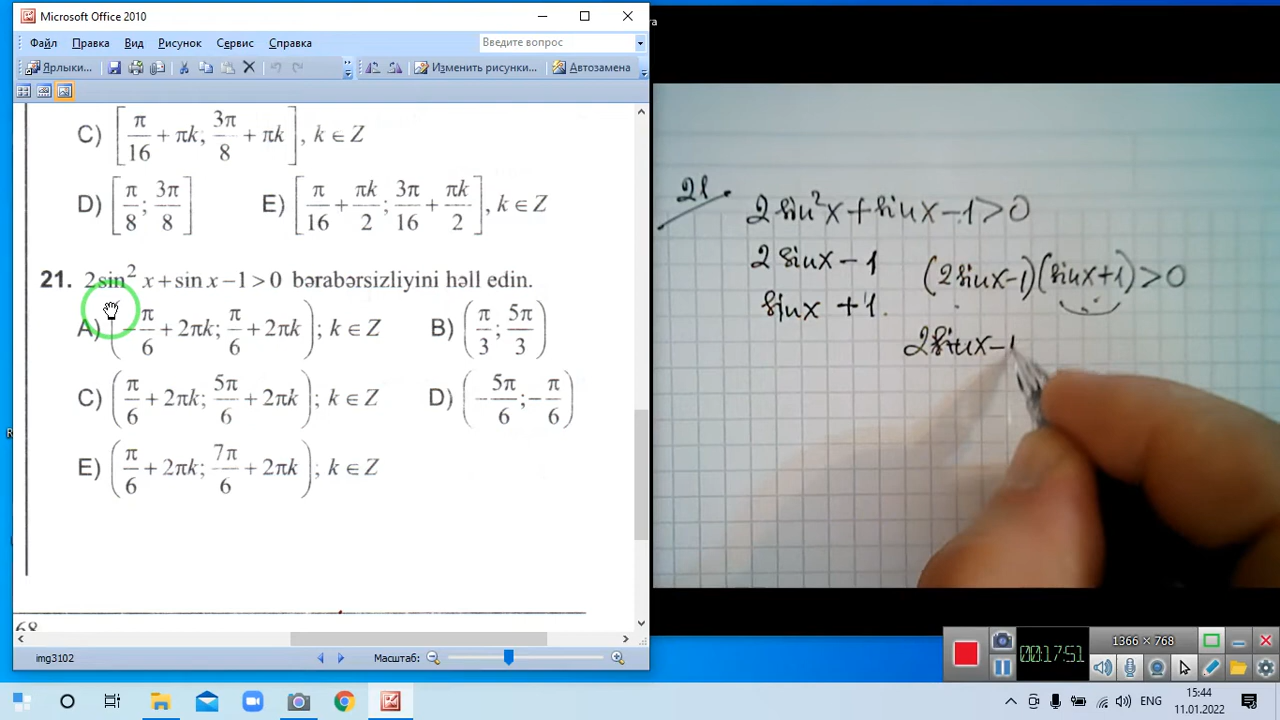 Microsoft Office 2010
Файл Правка Вид Рисунок Сервис Справка
Введите вопрос
Ярлыки... Изменить рисунки... Автозамена
C) [π/16 + πk; 3π/8 + πk], k ∈ Z
D) [π/8; 3π/8] E) [π/16 + πk/2; 3π/16 + πk/2], k ∈ Z
21. 2sin² x + sin x − 1 > 0 bərabərsizliyini həll edin.
A) (−π/6 + 2πk; π/6 + 2πk); k ∈ Z B) (π/3; 5π/3)
C) (π/6 + 2πk; 5π/6 + 2πk); k ∈ Z D) (−5π/6; −π/6)
E) (π/6 + 2πk; 7π/6 + 2πk); k ∈ Z
68
img3102
Масштаб:
21.
2sin²x+sinx−1>0
2sinx−1
(2sinx−1)(sinx+1)>0
sinx +1.
2sinx−1
1366 × 768
00:17:51
ENG
15:44
11.01.2022